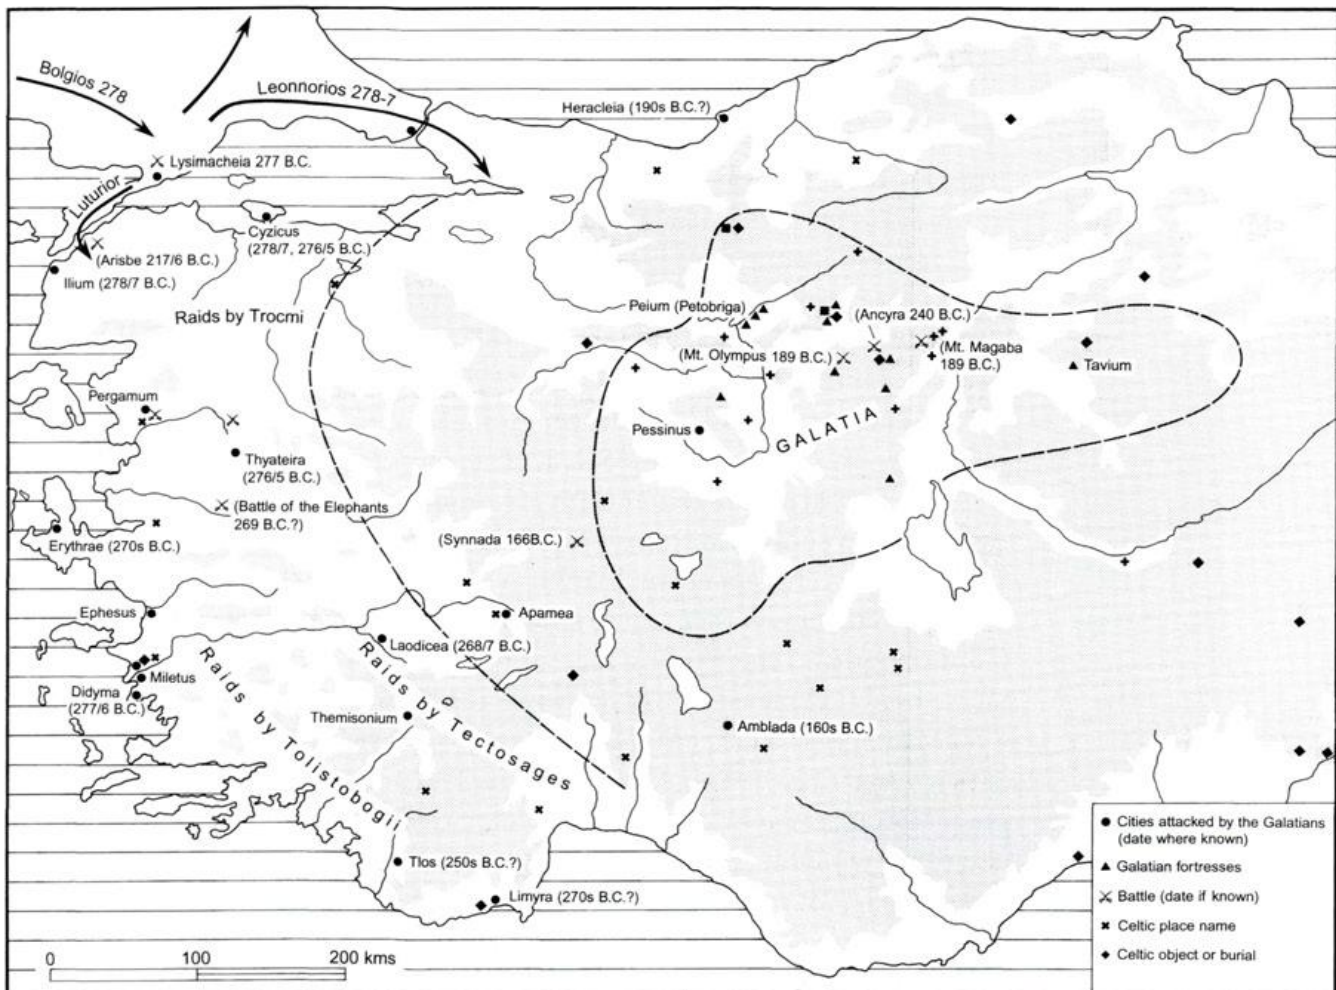 Bolgios 278
Leonnorios 278-7
Heracleia (190s B.C.?)
Lysimacheia 277 B.C.
Luturior
Cyzicus
(278/7, 276/5 B.C.)
(Arisbe 217/6 B.C.)
Ilium (278/7 B.C.)
Raids by Trocmi
Peium (Petobriga)
(Ancyra 240 B.C.)
(Mt. Olympus 189 B.C.)
(Mt. Magaba
189 B.C.)
Tavium
Pergamum
Pessinus
GALATIA
Thyateira
(276/5 B.C.)
(Battle of the Elephants
269 B.C.?)
Erythrae (270s B.C.)
(Synnada 166B.C.)
Ephesus
Apamea
Laodicea (268/7 B.C.)
Miletus
Didyma
(277/6 B.C.)
Raids by Tolistobogii
Raids by Tectosages
Themisonium
Amblada (160s B.C.)
Tlos (250s B.C.?)
Limyra (270s B.C.?)
0 100 200 kms
Cities attacked by the Galatians
(date where known)
Galatian fortresses
Battle (date if known)
Celtic place name
Celtic object or burial